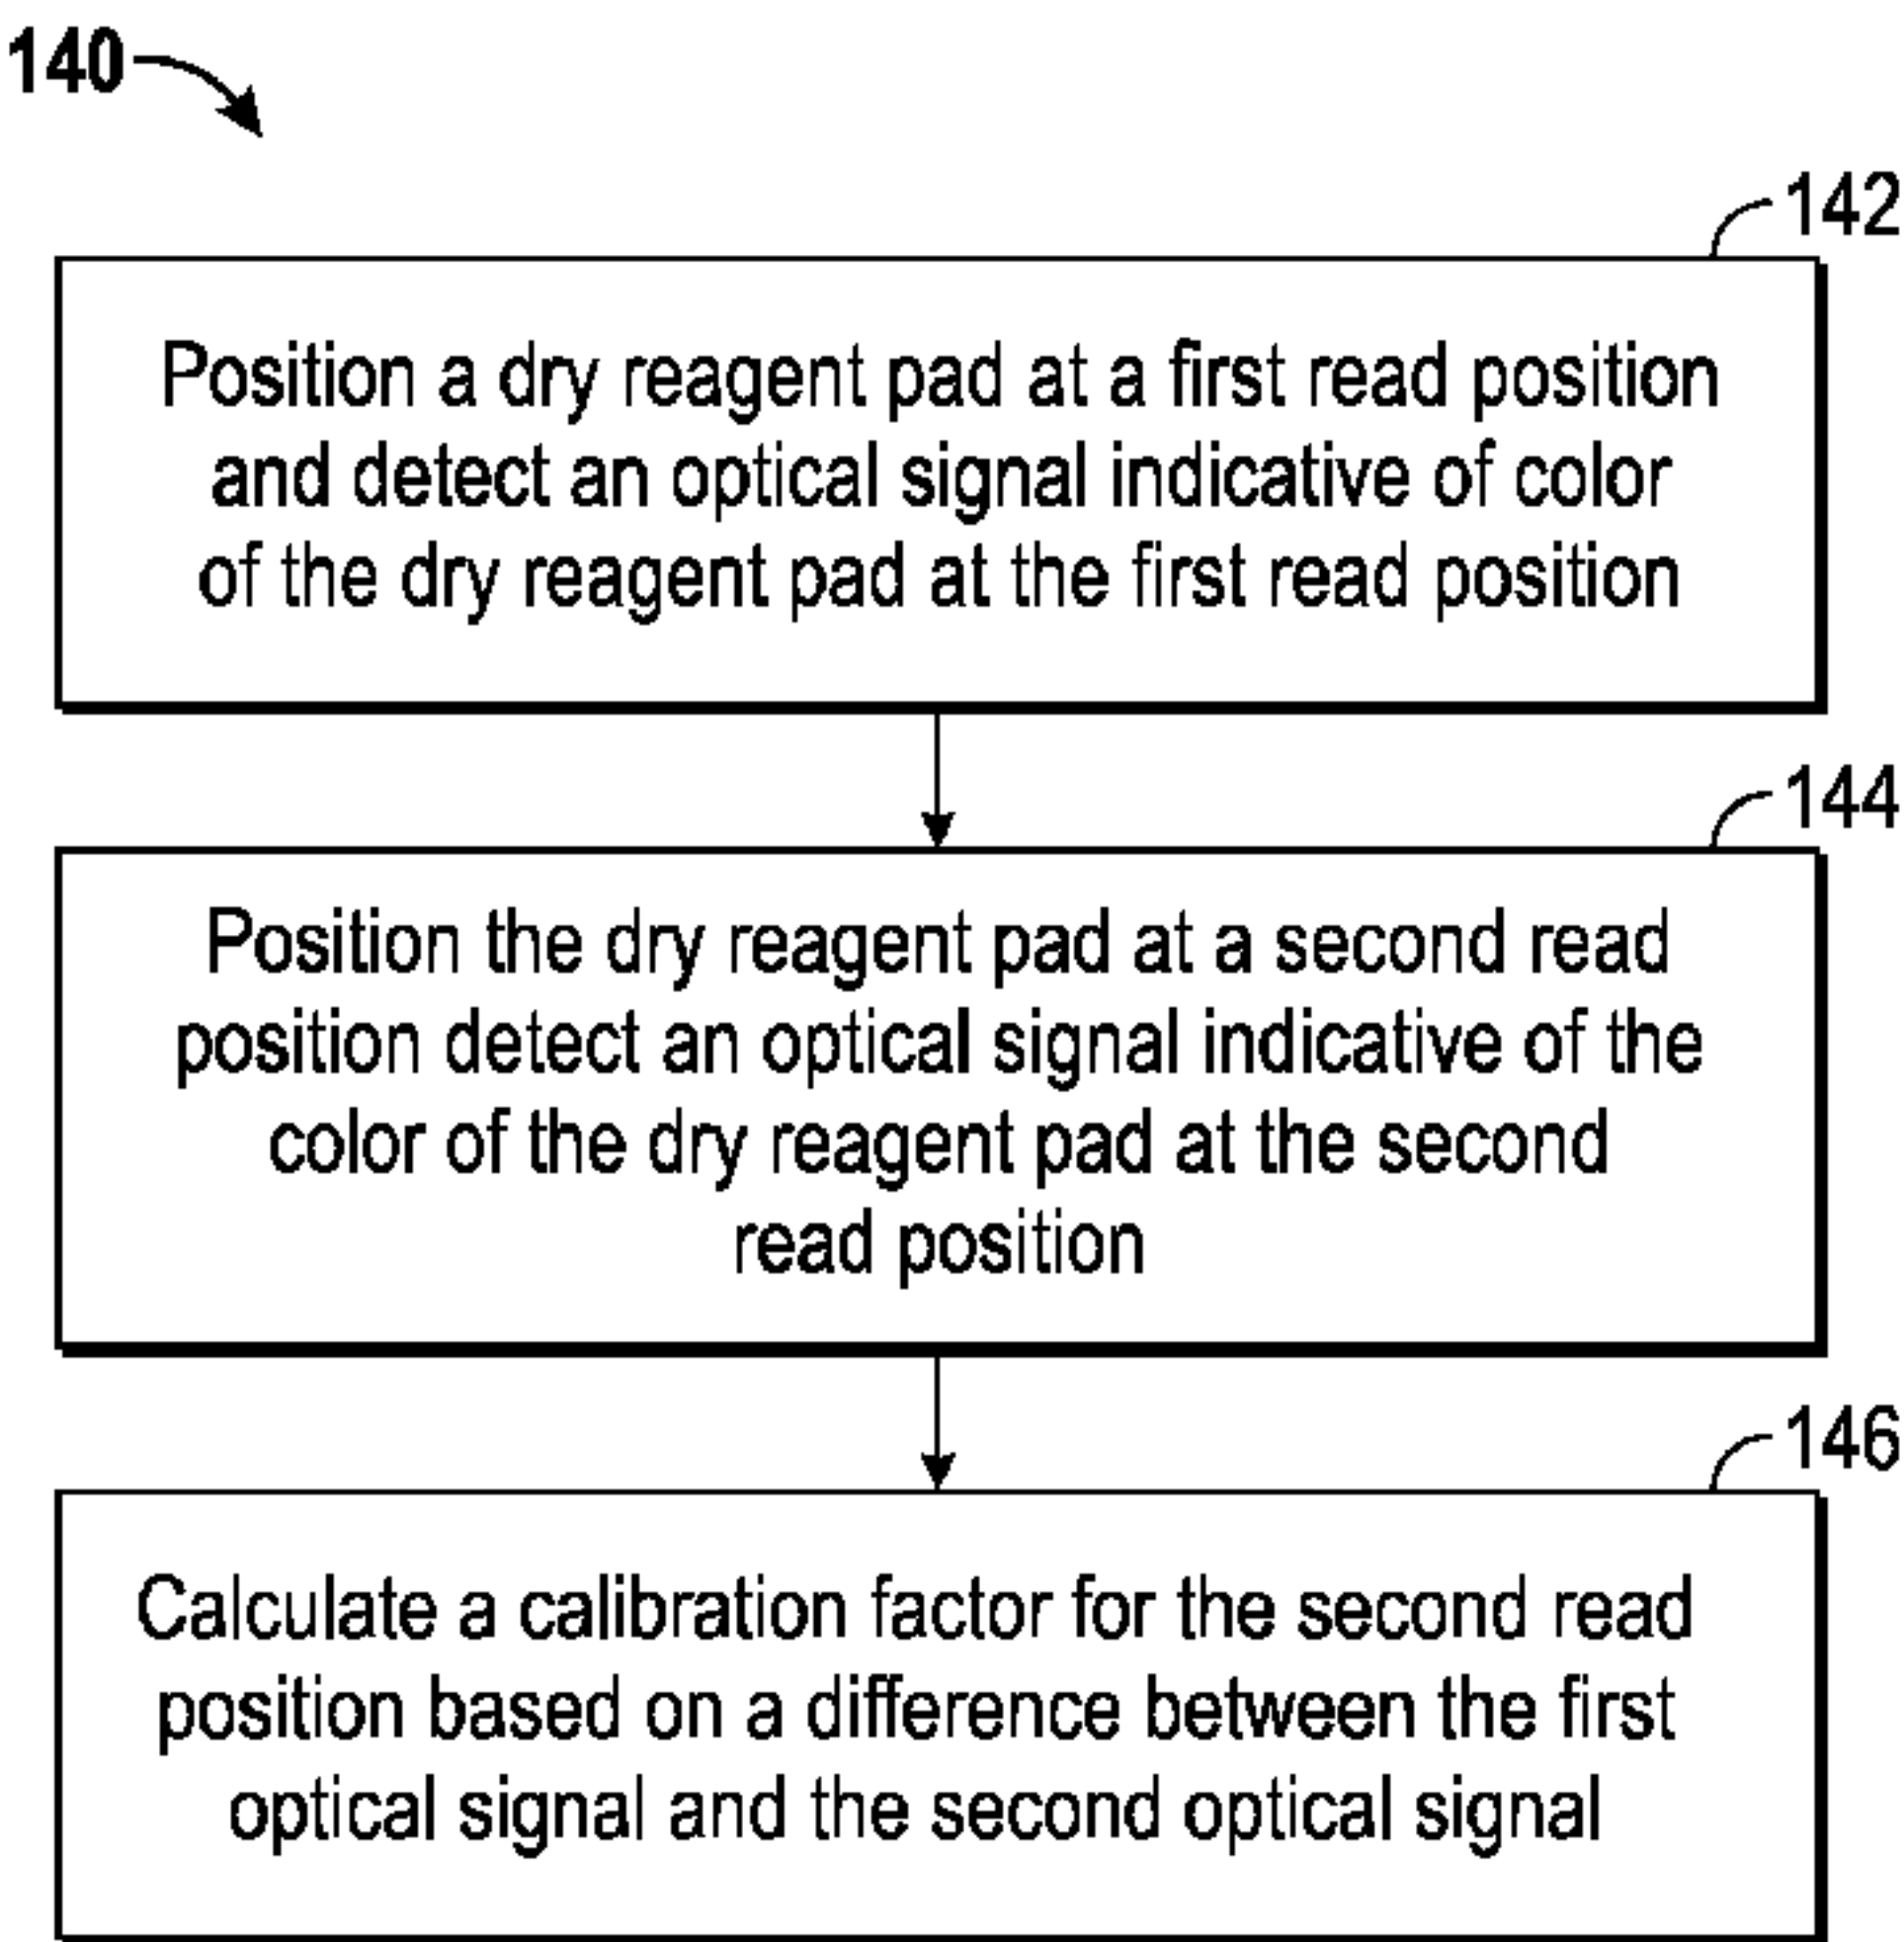 140
142
Position a dry reagent pad at a first read position
and detect an optical signal indicative of color
of the dry reagent pad at the first read position
144
Position the dry reagent pad at a second read
position detect an optical signal indicative of the
color of the dry reagent pad at the second
read position
146
Calculate a calibration factor for the second read
position based on a difference between the first
optical signal and the second optical signal